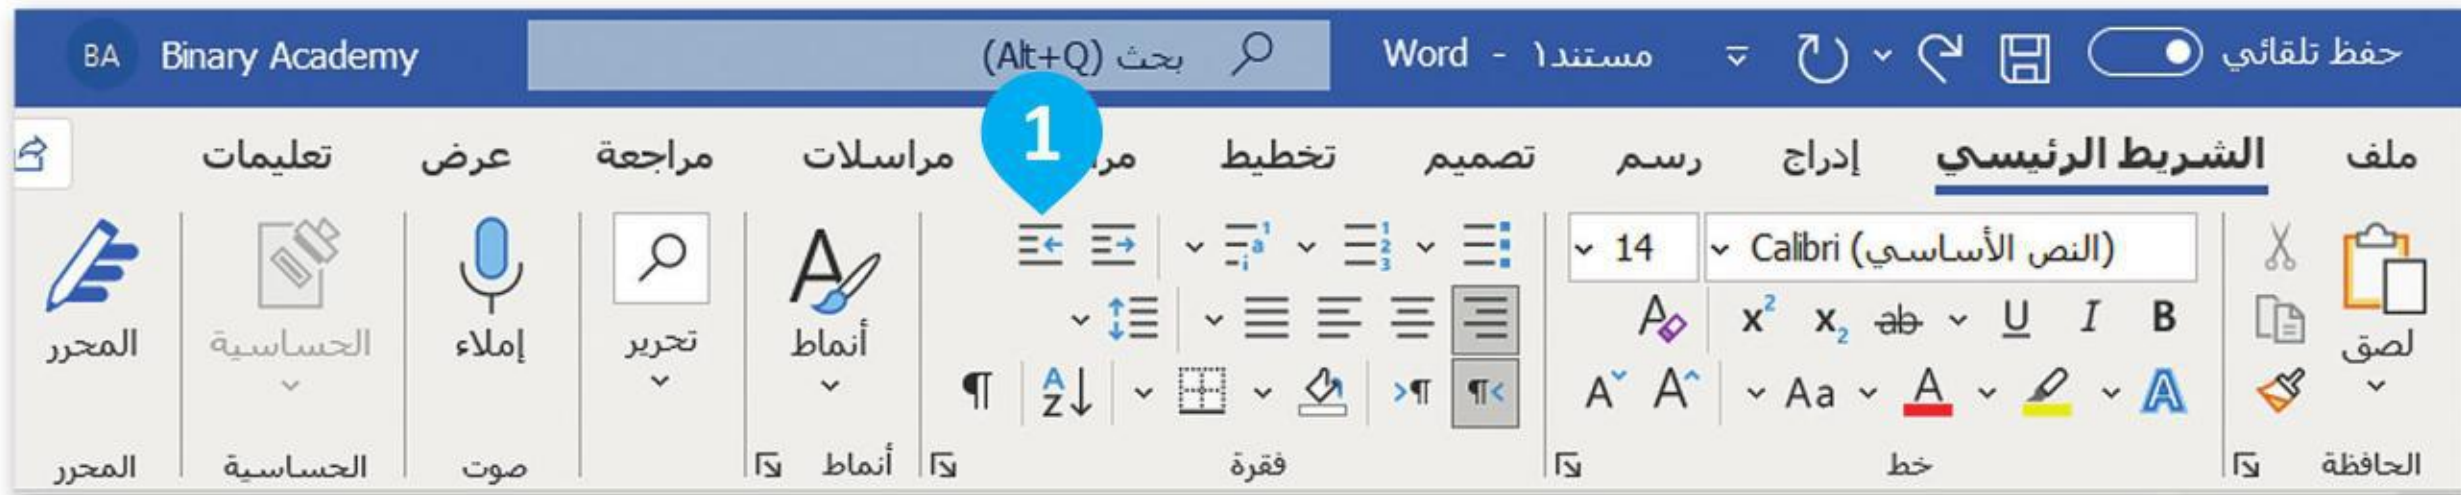 حفظ تلقائي مستند١ - Word بحث (Alt+Q) Binary Academy BA
1
ملف الشريط الرئيسي إدراج رسم تصميم تخطيط مراسلات مراجعة عرض تعليمات
Calibri (النص الأساسي) 14
لصق B I U ab x₂ x² A أنماط تحرير إملاء الحساسية المحرر
A A Aa A A ¶ ¶ A Z ¶
الحافظة خط فقرة أنماط صوت الحساسية المحرر